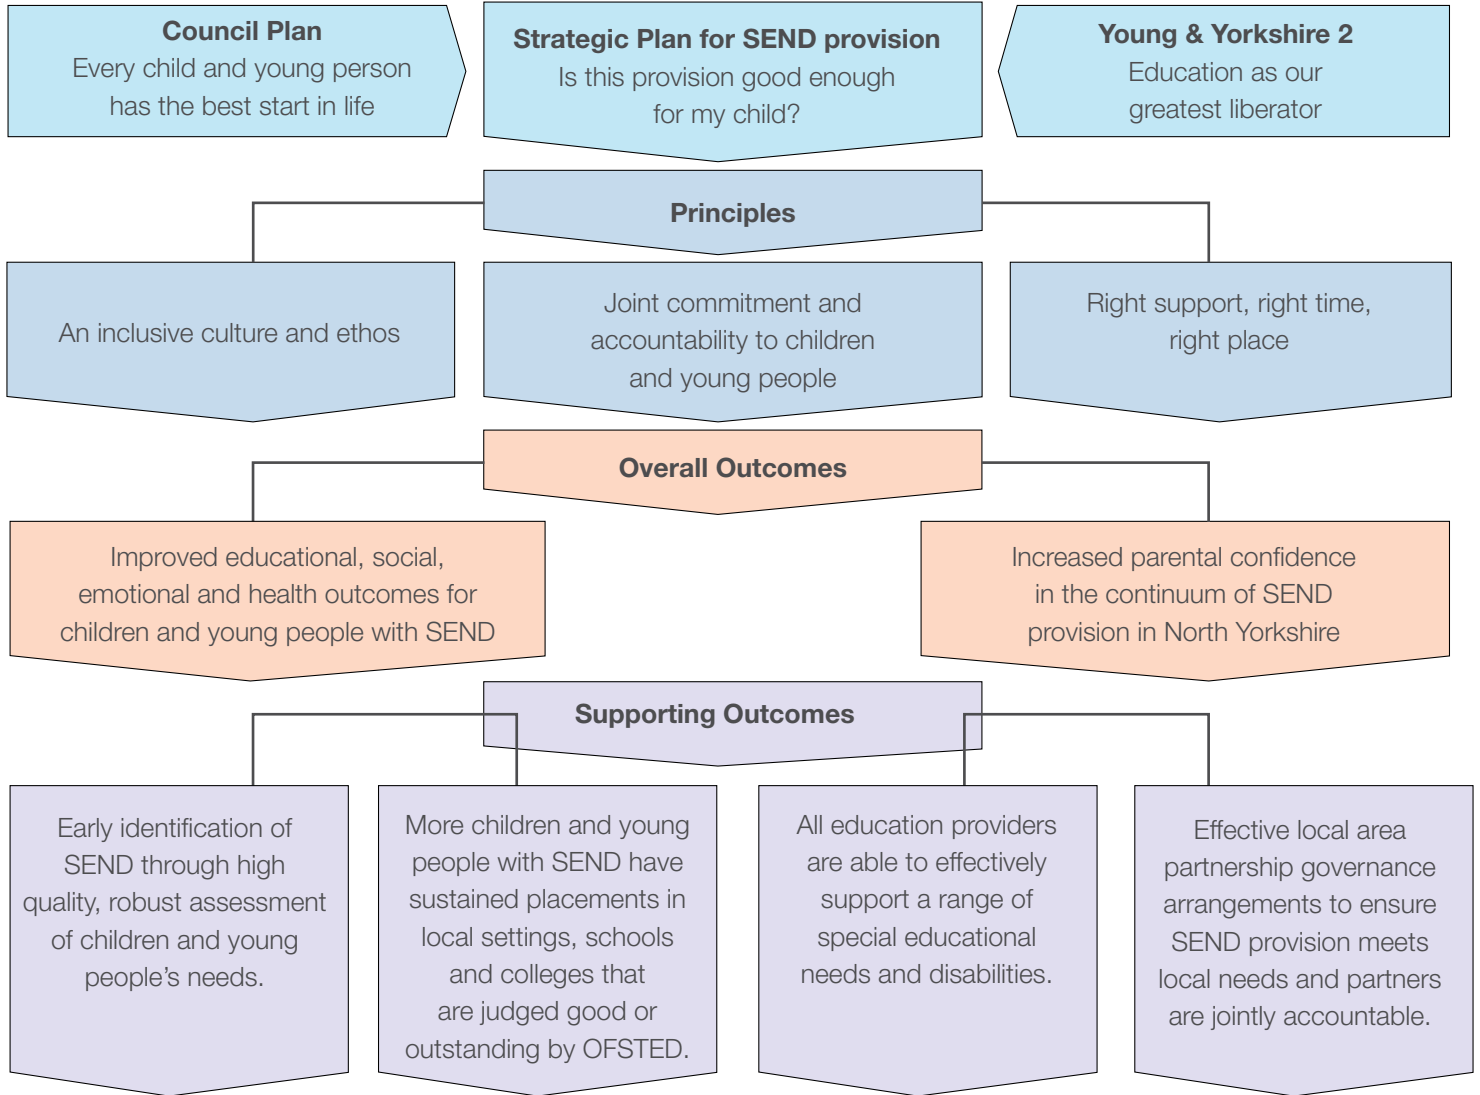 Council Plan
Every child and young person
has the best start in life
Strategic Plan for SEND provision
Is this provision good enough
for my child?
Young & Yorkshire 2
Education as our
greatest liberator
Principles
An inclusive culture and ethos
Joint commitment and
accountability to children
and young people
Right support, right time,
right place
Overall Outcomes
Improved educational, social,
emotional and health outcomes for
children and young people with SEND
Increased parental confidence
in the continuum of SEND
provision in North Yorkshire
Supporting Outcomes
Early identification of
SEND through high
quality, robust assessment
of children and young
people’s needs.
More children and young
people with SEND have
sustained placements in
local settings, schools
and colleges that
are judged good or
outstanding by OFSTED.
All education providers
are able to effectively
support a range of
special educational
needs and disabilities.
Effective local area
partnership governance
arrangements to ensure
SEND provision meets
local needs and partners
are jointly accountable.